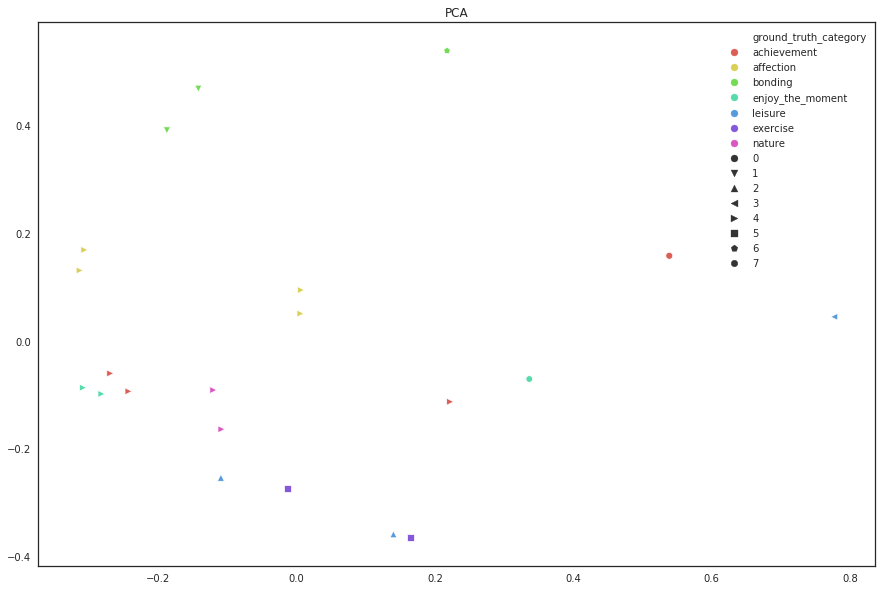 PCA
ground_truth_category
achievement
affection
bonding
enjoy_the_moment
leisure
exercise
nature
0
1
2
3
4
5
6
7
0.4
0.2
0.0
−0.2
−0.4
−0.2 0.0 0.2 0.4 0.6 0.8